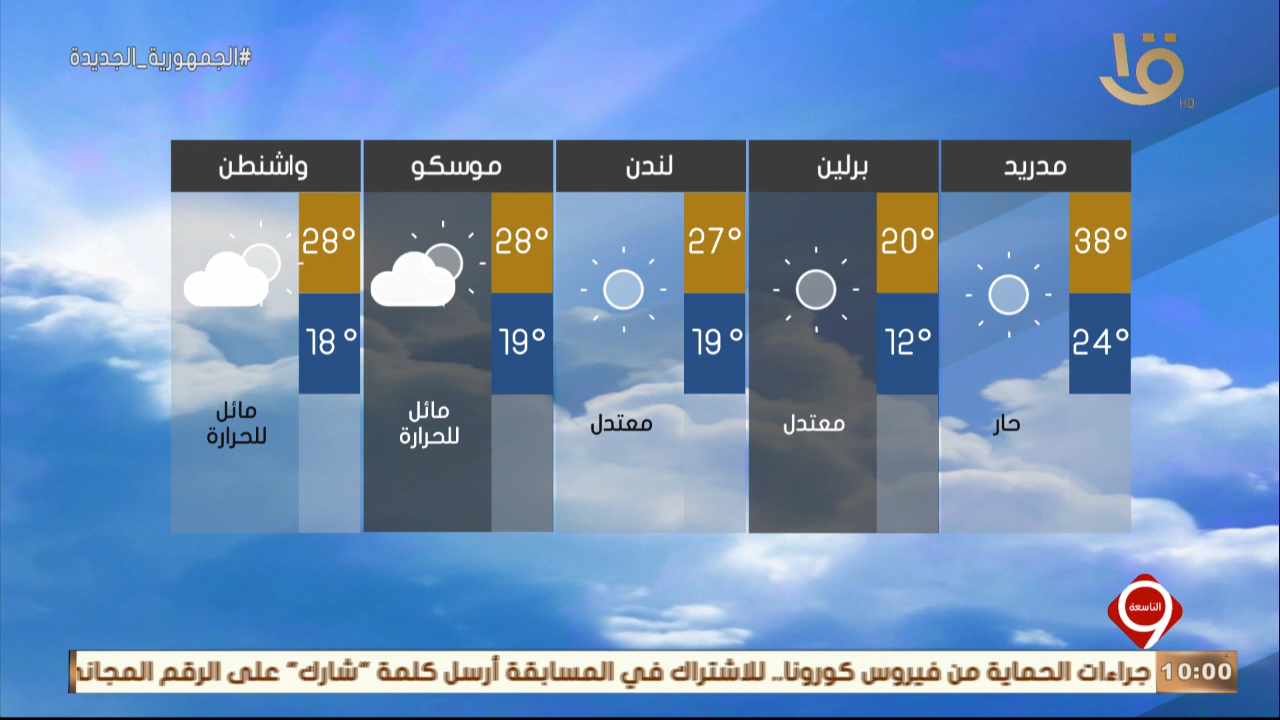 #الجمهورية_الجديدة
HD
مدريد
برلين
لندن
موسكو
واشنطن
38°
20°
27°
28°
28°
24°
12°
19°
19°
18°
حار
معتدل
معتدل
مائل
للحرارة
مائل
للحرارة
التاسعة
9
10:00
جراءات الحماية من فيروس كورونا.. للاشتراك في المسابقة أرسل كلمة "شارك" على الرقم المجاني